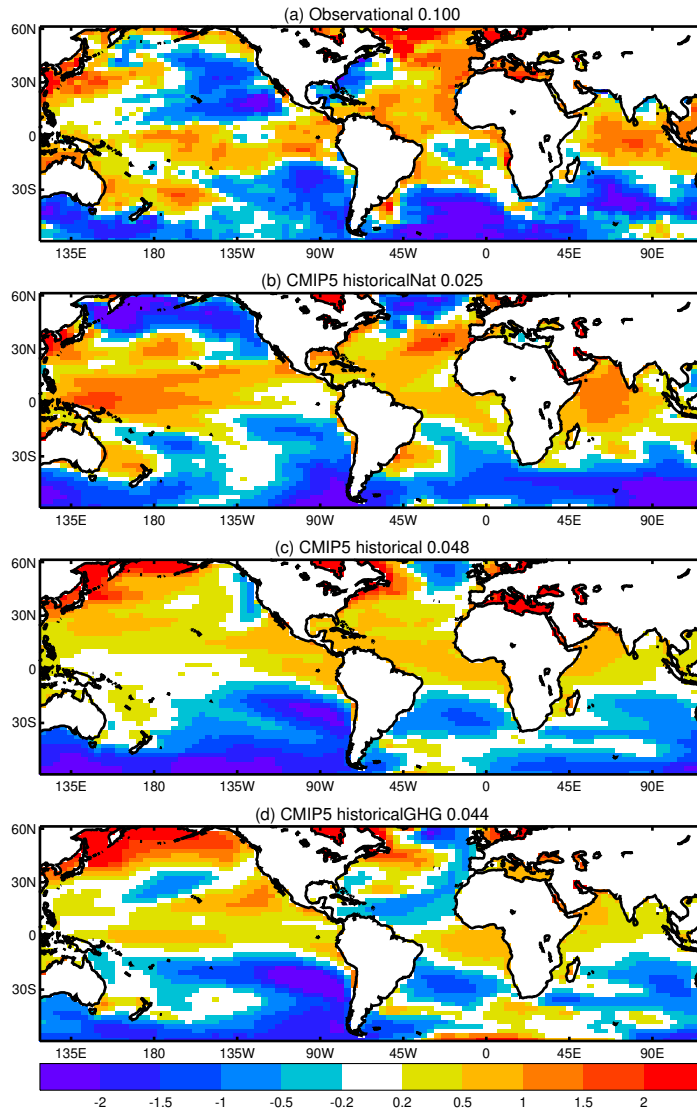 (a) Observational 0.100
60N
30N
0
30S
135E 180 135W 90W 45W 0 45E 90E
(b) CMIP5 historicalNat 0.025
60N
30N
0
30S
135E 180 135W 90W 45W 0 45E 90E
(c) CMIP5 historical 0.048
60N
30N
0
30S
135E 180 135W 90W 45W 0 45E 90E
(d) CMIP5 historicalGHG 0.044
60N
30N
0
30S
135E 180 135W 90W 45W 0 45E 90E
-2 -1.5 -1 -0.5 -0.2 0.2 0.5 1 1.5 2